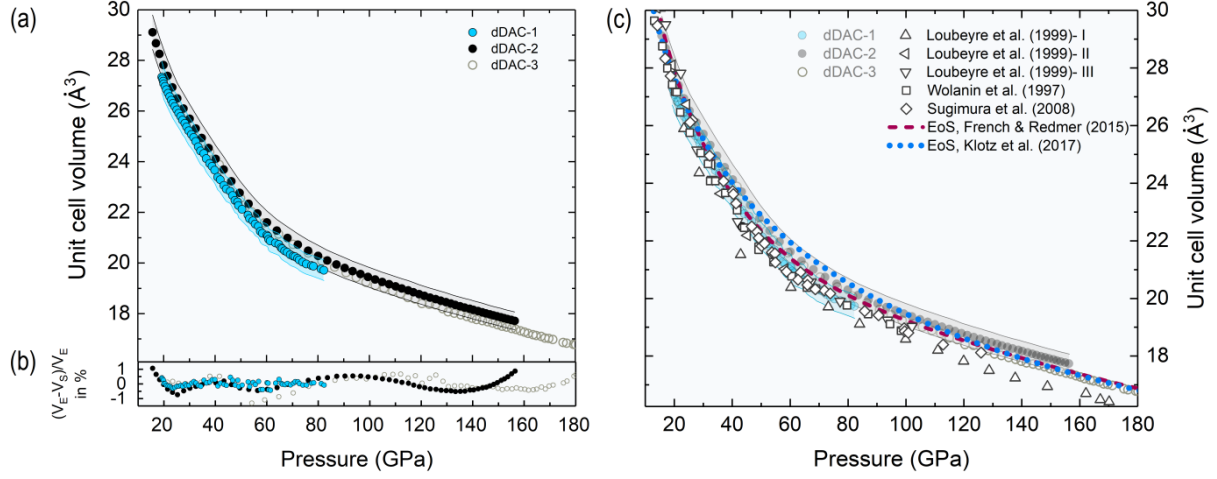 (a)
Unit cell volume (Å³)
30
28
26
24
22
20
18
dDAC-1
dDAC-2
dDAC-3
(b)
(V_E-V_S)/V_E
in %
1
0
-1
20 40 60 80 100 120 140 160 180
Pressure (GPa)
(c)
dDAC-1
dDAC-2
dDAC-3
Loubeyre et al. (1999)- I
Loubeyre et al. (1999)- II
Loubeyre et al. (1999)- III
Wolanin et al. (1997)
Sugimura et al. (2008)
EoS, French & Redmer (2015)
EoS, Klotz et al. (2017)
30
28
26
24
22
20
18
Unit cell volume (Å³)
20 40 60 80 100 120 140 160 180
Pressure (GPa)